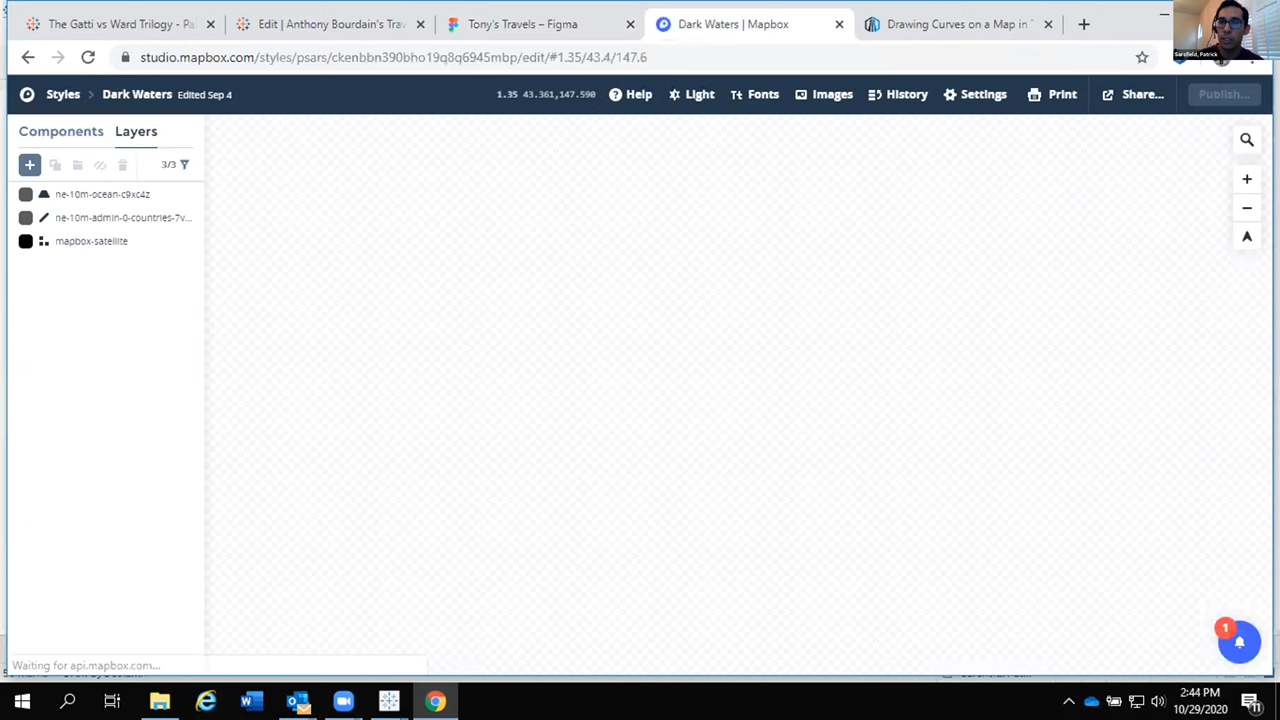 The Gatti vs Ward Trilogy - Pa
Edit | Anthony Bourdain's Trav
Tony's Travels – Figma
Dark Waters | Mapbox
Drawing Curves on a Map in
Sarsfield, Patrick
studio.mapbox.com/styles/psars/ckenbbn390bho19q8q6945pbp/edit/#1.35/43.4/147.6
Styles
Dark Waters Edited Sep 4
1.35 43.361,147.590
Help
Light
Fonts
Images
History
Settings
Print
Share...
Publish...
Components
Layers
3/3
ne-10m-ocean-c9xc4z
ne-10m-admin-0-countries-7v...
mapbox-satellite
1
Waiting for api.mapbox.com...
2:44 PM
10/29/2020
11